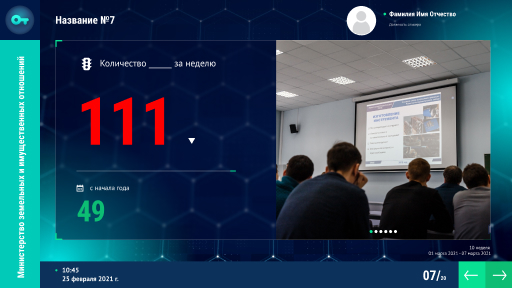 Название №7
Фамилия Имя Отчество
Должность спикера
Министерство земельных и имущественных отношений
Количество _____ за неделю
111
с начала года
49
10 неделя
01 марта 2021 - 07 марта 2021
10:45
23 февраля 2021 г.
07/20